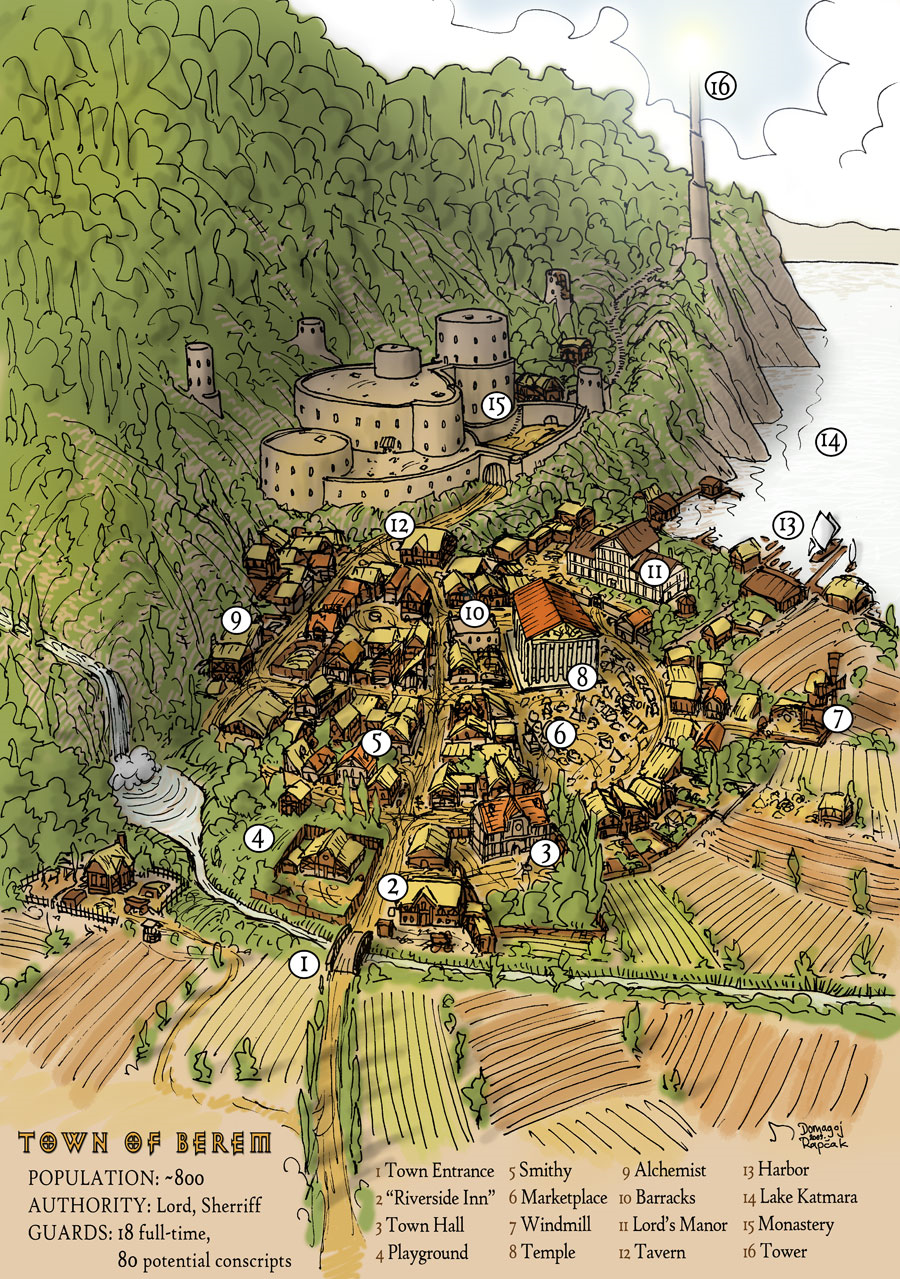 16
14
15
13
12
11
10
9
8
7
6
5
4
3
2
1
Domagoj
Rapčak
TOWN OF BEREM
POPULATION: ~800
AUTHORITY: Lord, Sherriff
GUARDS: 18 full-time,
80 potential conscripts
1 Town Entrance
2 "Riverside Inn"
3 Town Hall
4 Playground
5 Smithy
6 Marketplace
7 Windmill
8 Temple
9 Alchemist
10 Barracks
11 Lord's Manor
12 Tavern
13 Harbor
14 Lake Katmara
15 Monastery
16 Tower